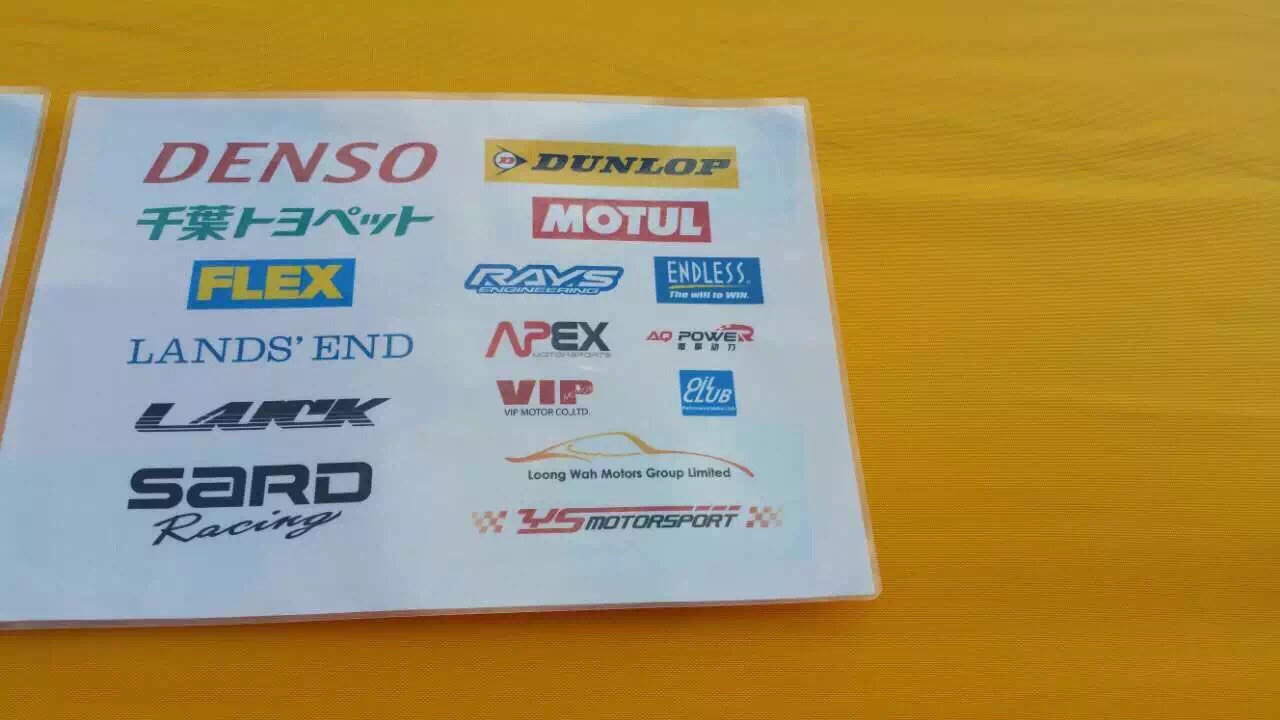 DENSO
千葉トヨペット
FLEX
LANDS' END
LAUCK
SARD
Racing
D DUNLOP
MOTUL
RAYS
ENGINEERING
ENDLESS
The will to WIN.
APEX
MOTORSPORTS
AQ POWER
VIP
VIP MOTOR CO.,LTD.
Oil CLUB
Loong Wah Motors Group Limited
YS MOTORSPORT